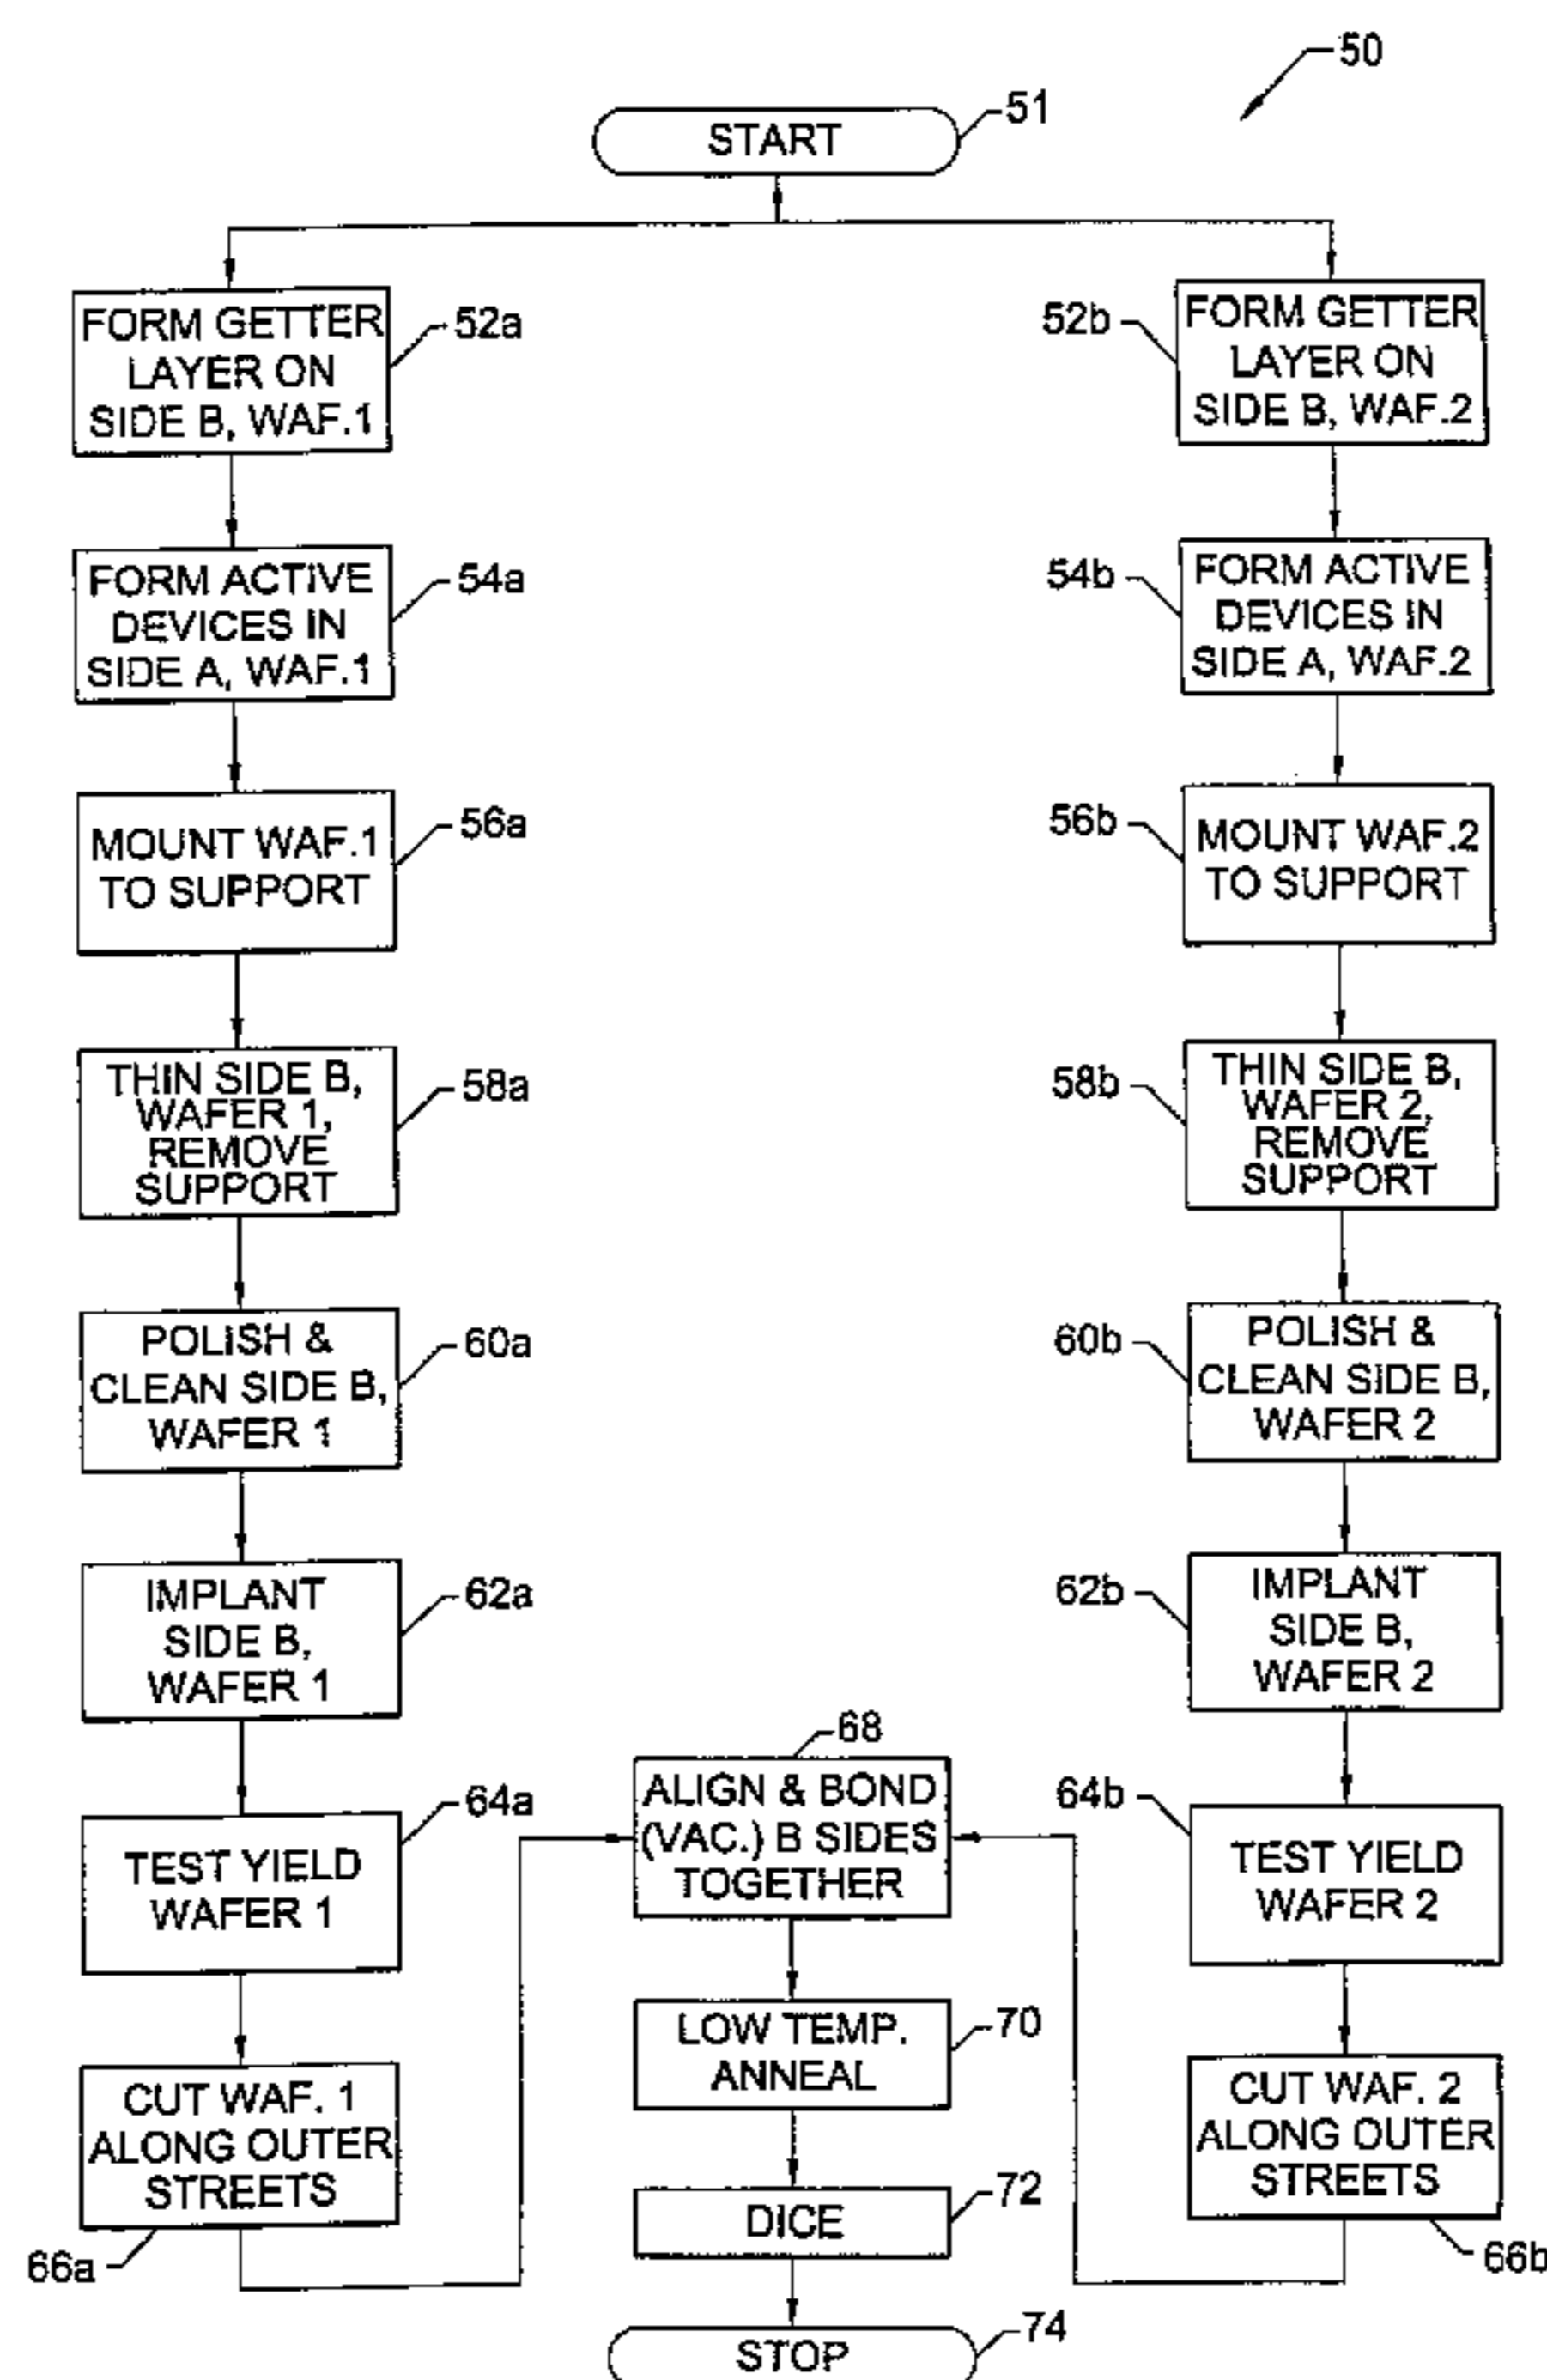 50
START
51
FORM GETTER
LAYER ON
SIDE B, WAF.1
52a
52b
FORM GETTER
LAYER ON
SIDE B, WAF.2
FORM ACTIVE
DEVICES IN
SIDE A, WAF.1
54a
54b
FORM ACTIVE
DEVICES IN
SIDE A, WAF.2
MOUNT WAF.1
TO SUPPORT
56a
56b
MOUNT WAF.2
TO SUPPORT
THIN SIDE B,
WAFER 1,
REMOVE
SUPPORT
58a
58b
THIN SIDE B,
WAFER 2,
REMOVE
SUPPORT
POLISH &
CLEAN SIDE B,
WAFER 1
60a
60b
POLISH &
CLEAN SIDE B,
WAFER 2
IMPLANT
SIDE B,
WAFER 1
62a
62b
IMPLANT
SIDE B,
WAFER 2
TEST YIELD
WAFER 1
64a
64b
TEST YIELD
WAFER 2
CUT WAF. 1
ALONG OUTER
STREETS
66a
CUT WAF. 2
ALONG OUTER
STREETS
66b
68
ALIGN & BOND
(VAC.) B SIDES
TOGETHER
LOW TEMP.
ANNEAL
70
DICE
72
STOP
74